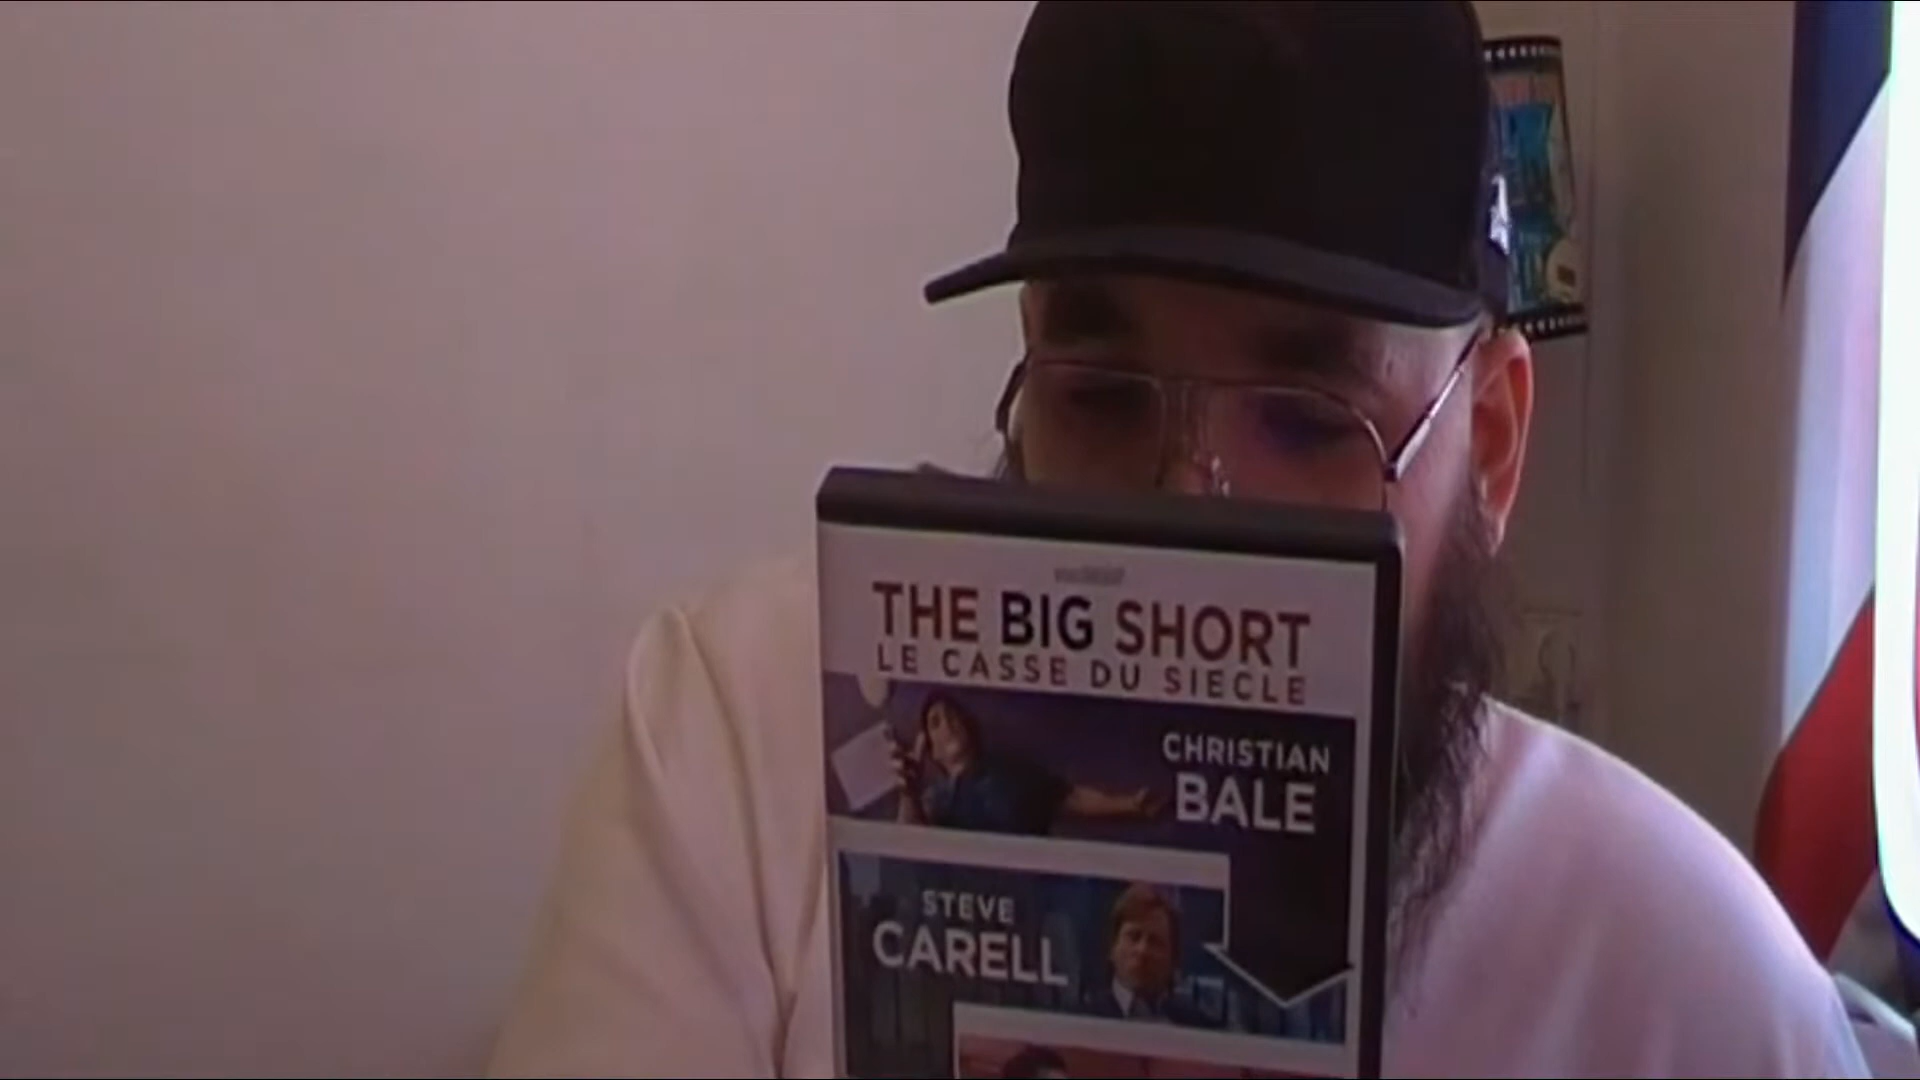 THE BIG SHORT
LE CASSE DU SIECLE
CHRISTIAN
BALE
STEVE
CARELL